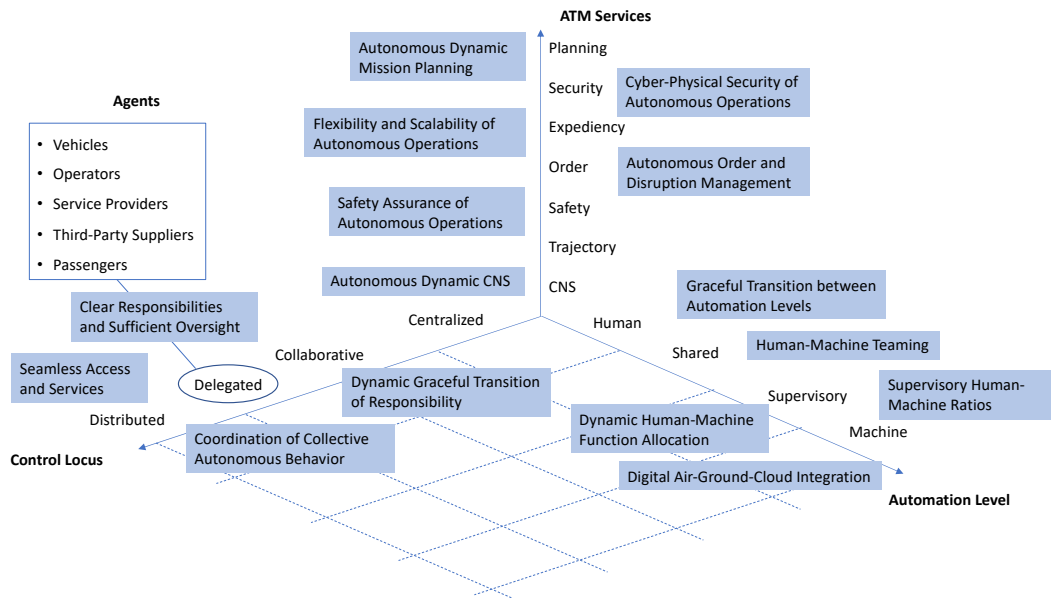 ATM Services
Autonomous Dynamic
Mission Planning
Planning
Security
Cyber-Physical Security of
Autonomous Operations
Agents
• Vehicles
• Operators
• Service Providers
• Third-Party Suppliers
• Passengers
Flexibility and Scalability of
Autonomous Operations
Expediency
Order
Autonomous Order and
Disruption Management
Safety Assurance of
Autonomous Operations
Safety
Trajectory
Autonomous Dynamic CNS
CNS
Graceful Transition between
Automation Levels
Clear Responsibilities
and Sufficient Oversight
Centralized
Human
Collaborative
Shared
Human-Machine Teaming
Seamless Access
and Services
Delegated
Dynamic Graceful Transition
of Responsibility
Supervisory
Supervisory Human-
Machine Ratios
Distributed
Dynamic Human-Machine
Function Allocation
Machine
Control Locus
Coordination of Collective
Autonomous Behavior
Digital Air-Ground-Cloud Integration
Automation Level